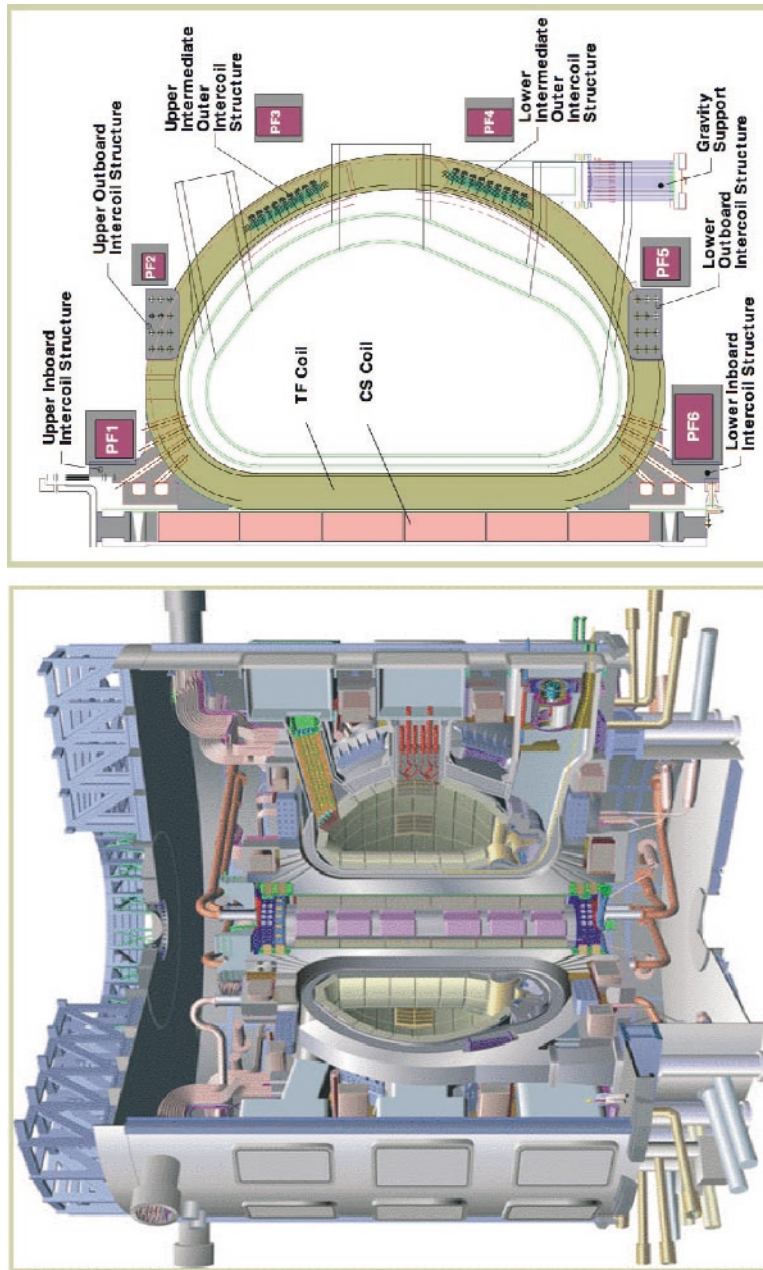 Upper Inboard
Intercoil Structure
PF1
Upper Outboard
Intercoil Structure
PF2
Upper
Intermediate
Outer
Intercoil
Structure
PF3
TF Coil
CS Coil
PF4
Lower
Intermediate
Outer
Intercoil
Structure
Gravity
Support
PF5
Lower
Outboard
Intercoil Structure
PF6
Lower Inboard
Intercoil Structure